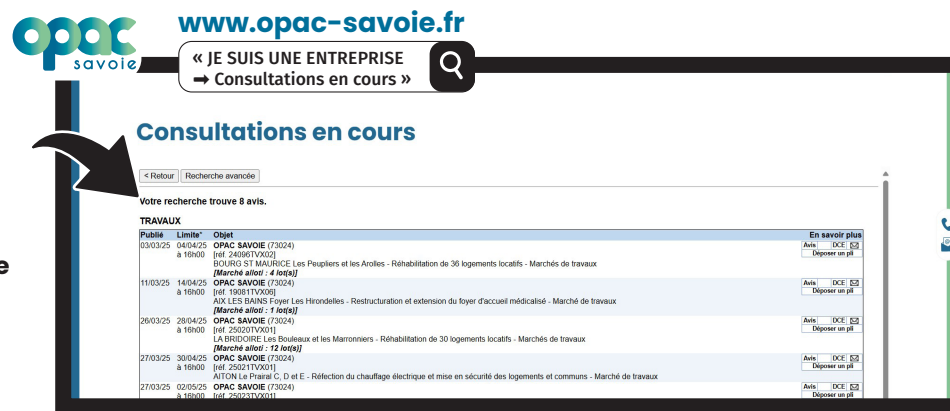 opac
savoie
www.opac-savoie.fr
« JE SUIS UNE ENTREPRISE
➡ Consultations en cours »
Consultations en cours
< Retour Recherche avancée
Votre recherche trouve 8 avis.
TRAVAUX
Publié Limite* Objet En savoir plus
03/03/25 04/04/25 OPAC SAVOIE (73024) Avis DCE
à 16h00 [réf. 24096TVX02] Déposer un pli
BOURG ST MAURICE Les Peupliers et les Arolles - Réhabilitation de 36 logements locatifs - Marchés de travaux
[Marché alloti : 4 lot(s)]
11/03/25 14/04/25 OPAC SAVOIE (73024) Avis DCE
à 16h00 [réf. 19081TVX06] Déposer un pli
AIX LES BAINS Foyer Les Hirondelles - Restructuration et extension du foyer d'accueil médicalisé - Marché de travaux
[Marché alloti : 1 lot(s)]
26/03/25 28/04/25 OPAC SAVOIE (73024) Avis DCE
à 16h00 [réf. 25020TVX01] Déposer un pli
LA BRIDOIRE Les Bouleaux et les Marronniers - Réhabilitation de 30 logements locatifs - Marchés de travaux
[Marché alloti : 12 lot(s)]
27/03/25 30/04/25 OPAC SAVOIE (73024) Avis DCE
à 16h00 [réf. 25021TVX01] Déposer un pli
AITON Le Prairal C, D et E - Réfection du chauffage électrique et mise en sécurité des logements et communs - Marché de travaux
27/03/25 02/05/25 OPAC SAVOIE (73024) Avis DCE
à 16h00 [réf. 25023TVX01] Déposer un pli
e